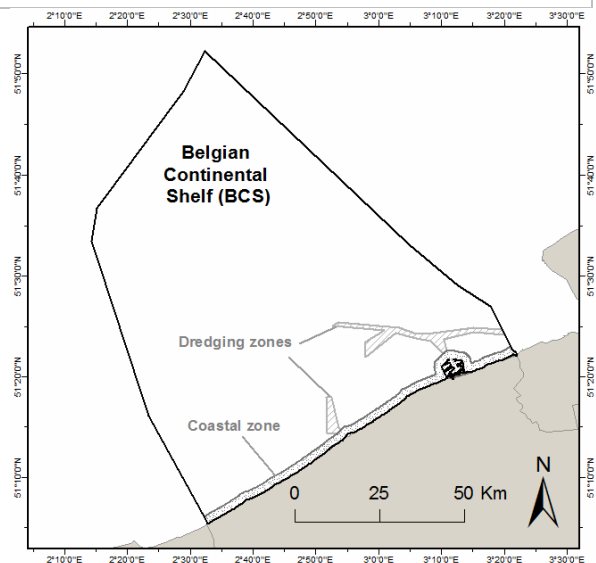 2°10'0"E 2°20'0"E 2°30'0"E 2°40'0"E 2°50'0"E 3°0'0"E 3°10'0"E 3°20'0"E 3°30'0"E
51°50'0"N 51°50'0"N
Belgian
Continental
Shelf (BCS)
51°40'0"N 51°40'0"N
51°30'0"N 51°30'0"N
Dredging zones
51°20'0"N 51°20'0"N
Coastal zone
51°10'0"N 51°10'0"N
N
0 25 50 Km
2°10'0"E 2°20'0"E 2°30'0"E 2°40'0"E 2°50'0"E 3°0'0"E 3°10'0"E 3°20'0"E 3°30'0"E